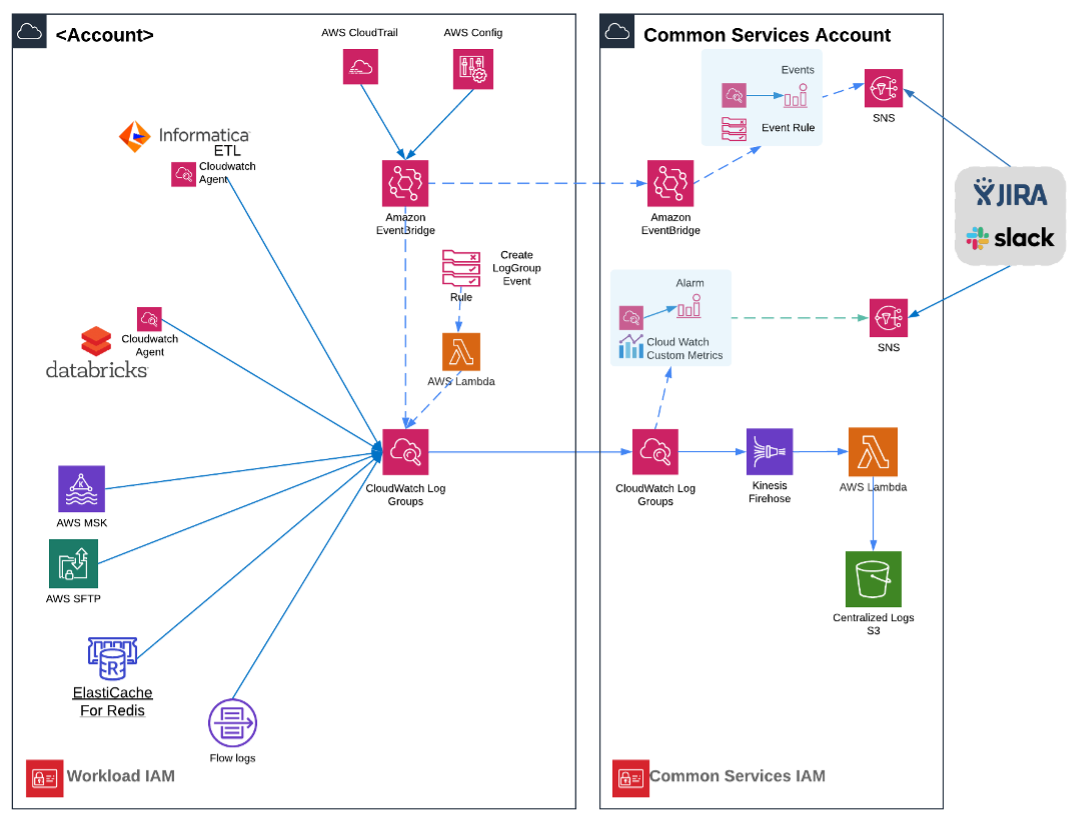 <Account>
AWS CloudTrail
AWS Config
Informatica
ETL
Cloudwatch
Agent
Amazon
EventBridge
Create
LogGroup
Event
Rule
AWS Lambda
Cloudwatch
Agent
databricks
CloudWatch Log
Groups
AWS MSK
AWS SFTP
R
ElastiCache
For Redis
Flow logs
Workload IAM
Common Services Account
Events
Event Rule
SNS
Amazon
EventBridge
JIRA
slack
Alarm
Cloud Watch
Custom Metrics
SNS
CloudWatch Log
Groups
Kinesis
Firehose
AWS Lambda
Centralized Logs
S3
Common Services IAM